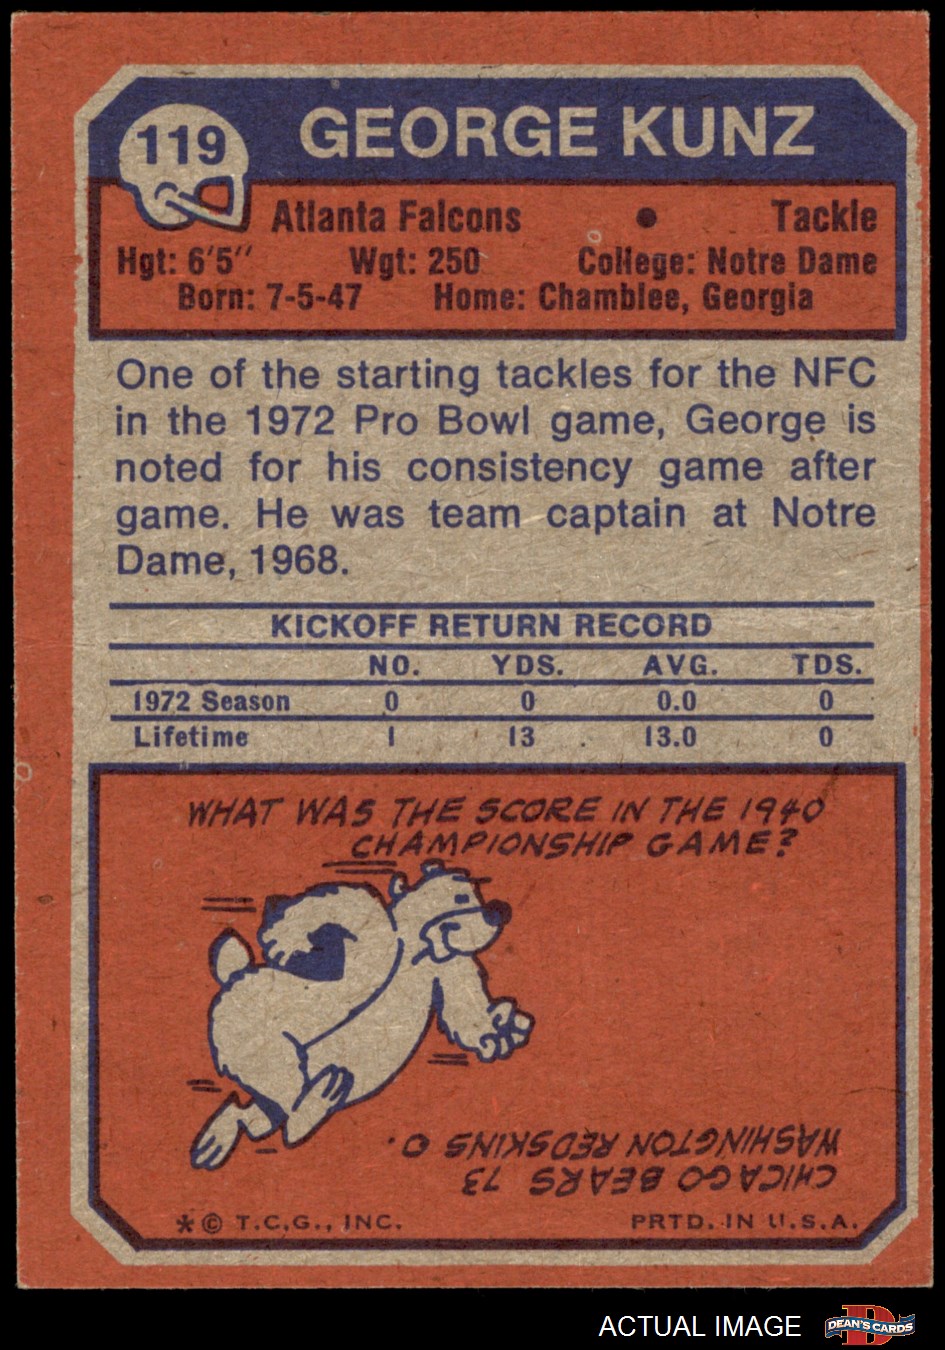 119
GEORGE KUNZ
Atlanta Falcons • Tackle
Hgt: 6'5'' Wgt: 250 College: Notre Dame
Born: 7-5-47 Home: Chamblee, Georgia
One of the starting tackles for the NFC
in the 1972 Pro Bowl game, George is
noted for his consistency game after
game. He was team captain at Notre
Dame, 1968.
KICKOFF RETURN RECORD
NO. YDS. AVG. TDS.
1972 Season 0 0 0.0 0
Lifetime 1 13 13.0 0
WHAT WAS THE SCORE IN THE 1940
CHAMPIONSHIP GAME?
CHICAGO BEARS 73
WASHINGTON REDSKINS 0.
*© T.C.G., INC. PRTD. IN U.S.A.
ACTUAL IMAGE
D
DEAN'S CARDS